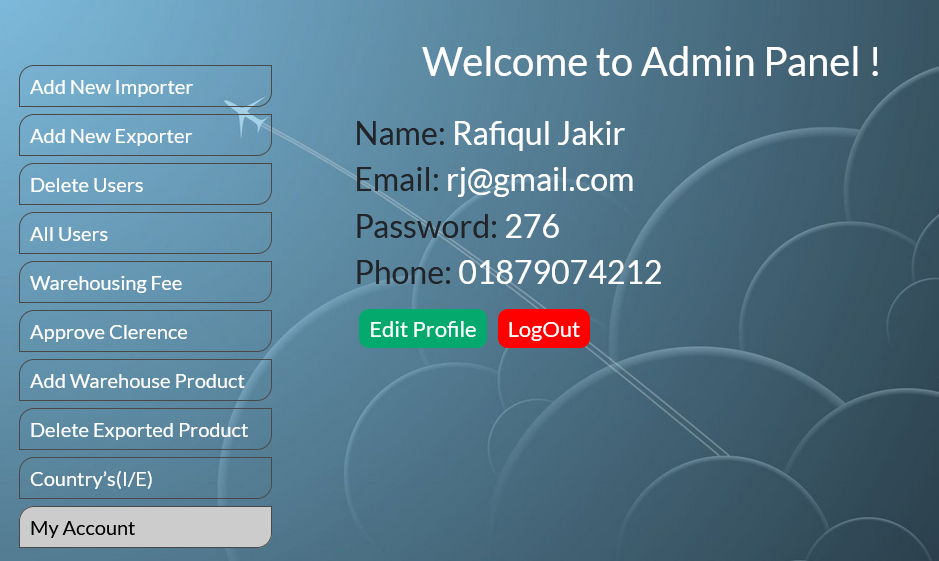 Welcome to Admin Panel !
Add New Importer
Add New Exporter
Delete Users
All Users
Warehousing Fee
Approve Clerence
Add Warehouse Product
Delete Exported Product
Country's(I/E)
My Account
Name: Rafiqul Jakir
Email: rj@gmail.com
Password: 276
Phone: 01879074212
Edit Profile
LogOut